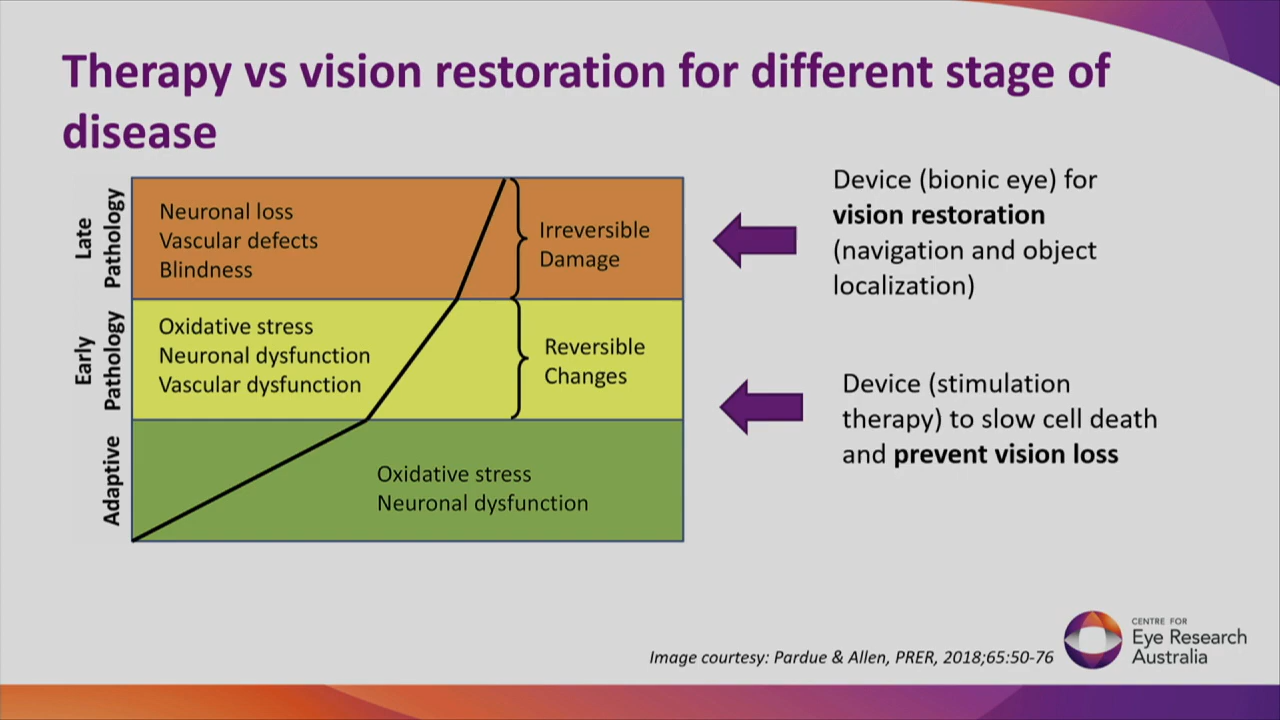 Therapy vs vision restoration for different stage of
disease
Late
Pathology
Neuronal loss
Vascular defects
Blindness
Irreversible
Damage
Device (bionic eye) for
vision restoration
(navigation and object
localization)
Early
Pathology
Oxidative stress
Neuronal dysfunction
Vascular dysfunction
Reversible
Changes
Device (stimulation
therapy) to slow cell death
and prevent vision loss
Adaptive
Oxidative stress
Neuronal dysfunction
Image courtesy: Pardue & Allen, PRER, 2018;65:50-76
CENTRE FOR
Eye Research
Australia